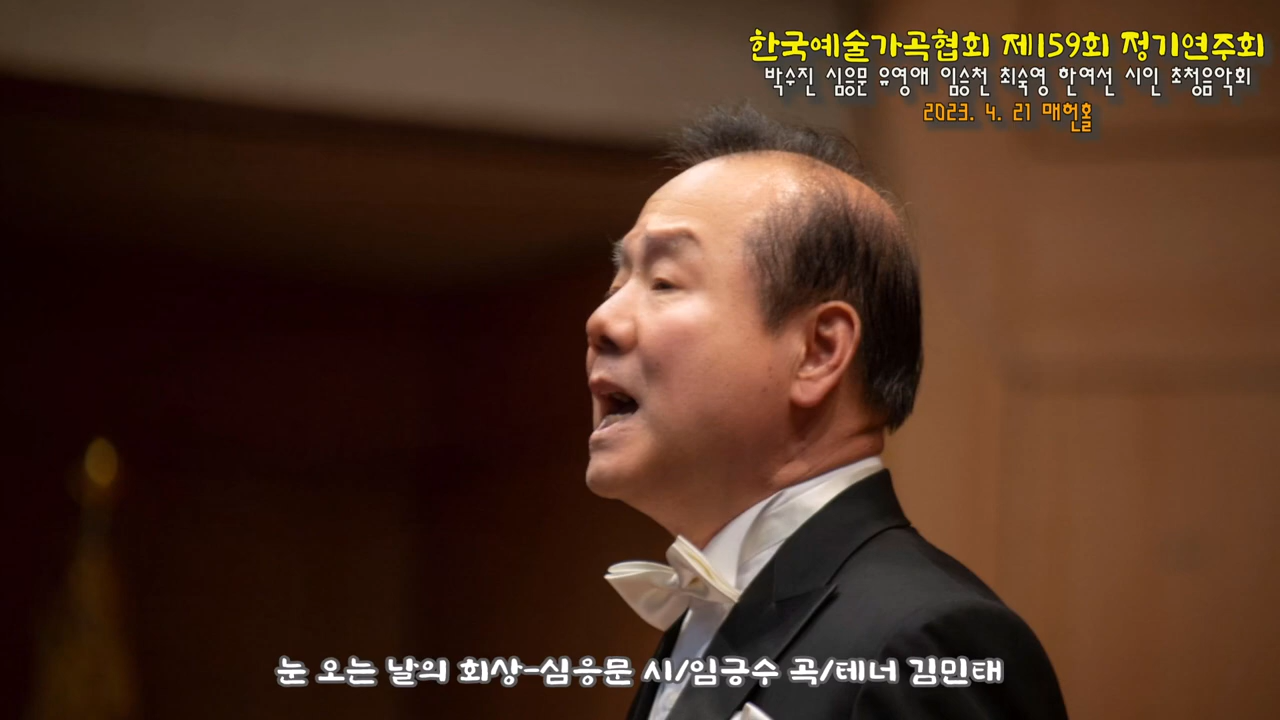 한국예술가곡협회 제159회 정기연주회
박수진 심응문 유영애 임승천 최숙영 한여선 시인 초청음악회
2023. 4. 21 매헌홀
눈 오는 날의 회상-심응문 시/임긍수 곡/테너 김민태